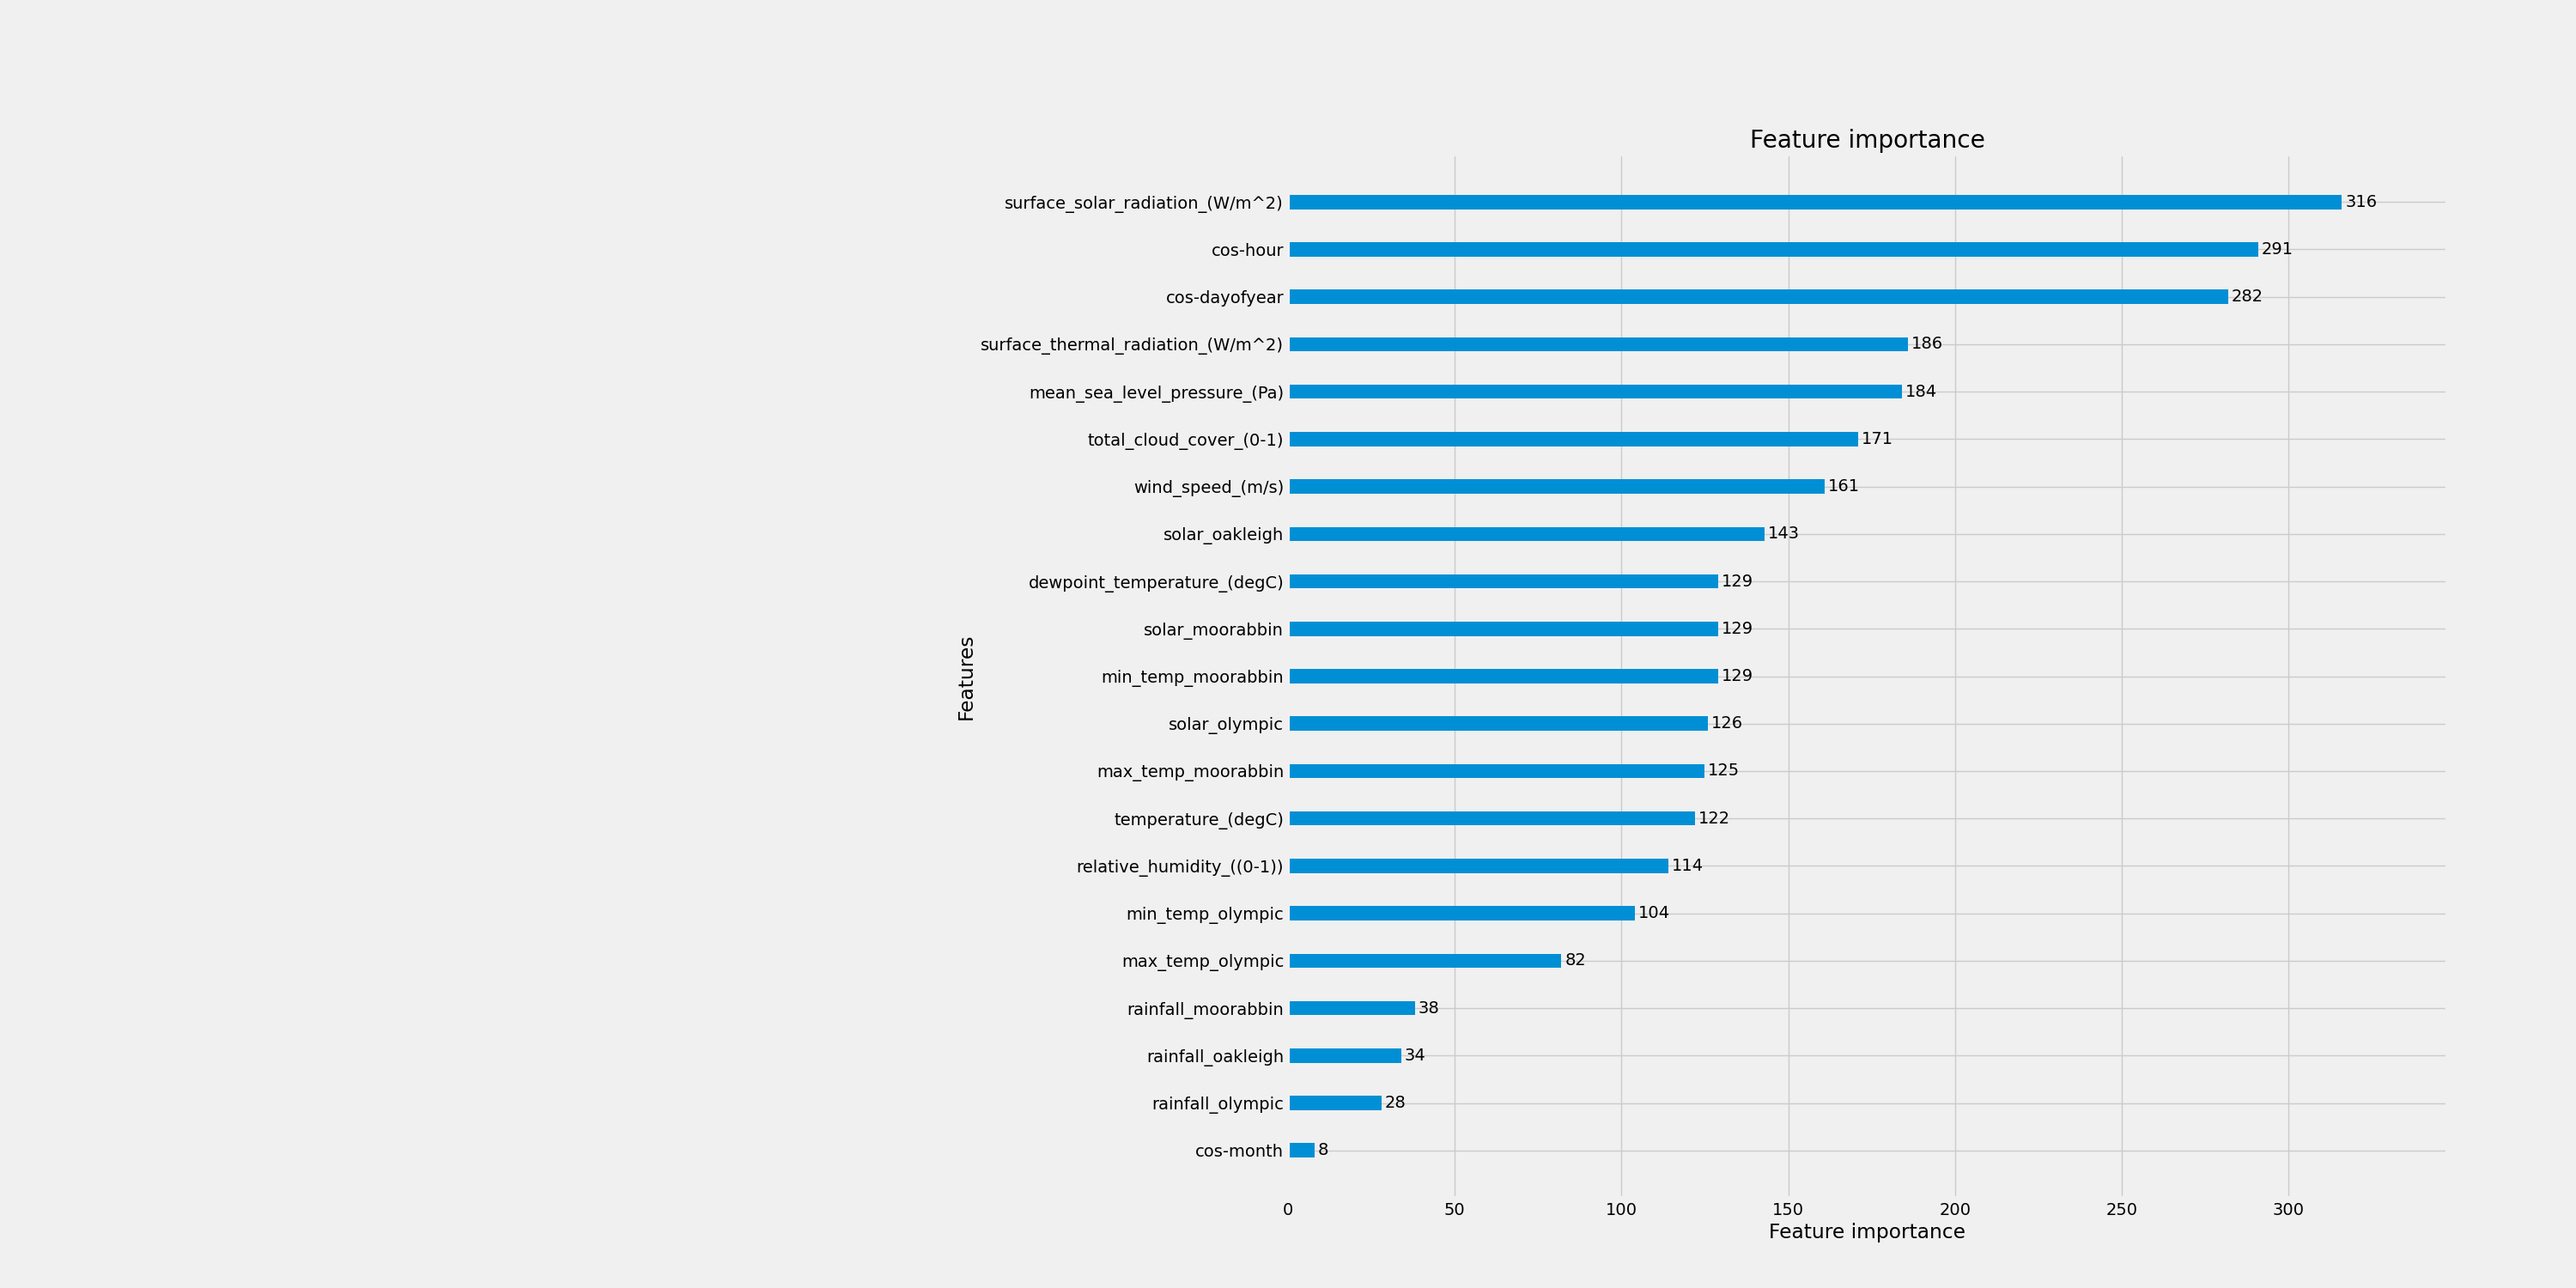 Feature importance
surface_solar_radiation_(W/m^2) 316
cos-hour 291
cos-dayofyear 282
surface_thermal_radiation_(W/m^2) 186
mean_sea_level_pressure_(Pa) 184
total_cloud_cover_(0-1) 171
wind_speed_(m/s) 161
solar_oakleigh 143
dewpoint_temperature_(degC) 129
solar_moorabbin 129
min_temp_moorabbin 129
Features
solar_olympic 126
max_temp_moorabbin 125
temperature_(degC) 122
relative_humidity_((0-1)) 114
min_temp_olympic 104
max_temp_olympic 82
rainfall_moorabbin 38
rainfall_oakleigh 34
rainfall_olympic 28
cos-month 8
0 50 100 150 200 250 300
Feature importance